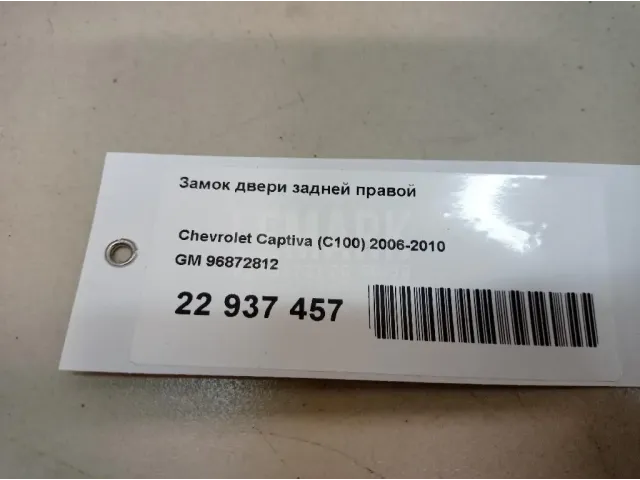 Замок двери задней правой
Chevrolet Captiva (C100) 2006-2010
GM 96872812
22 937 457